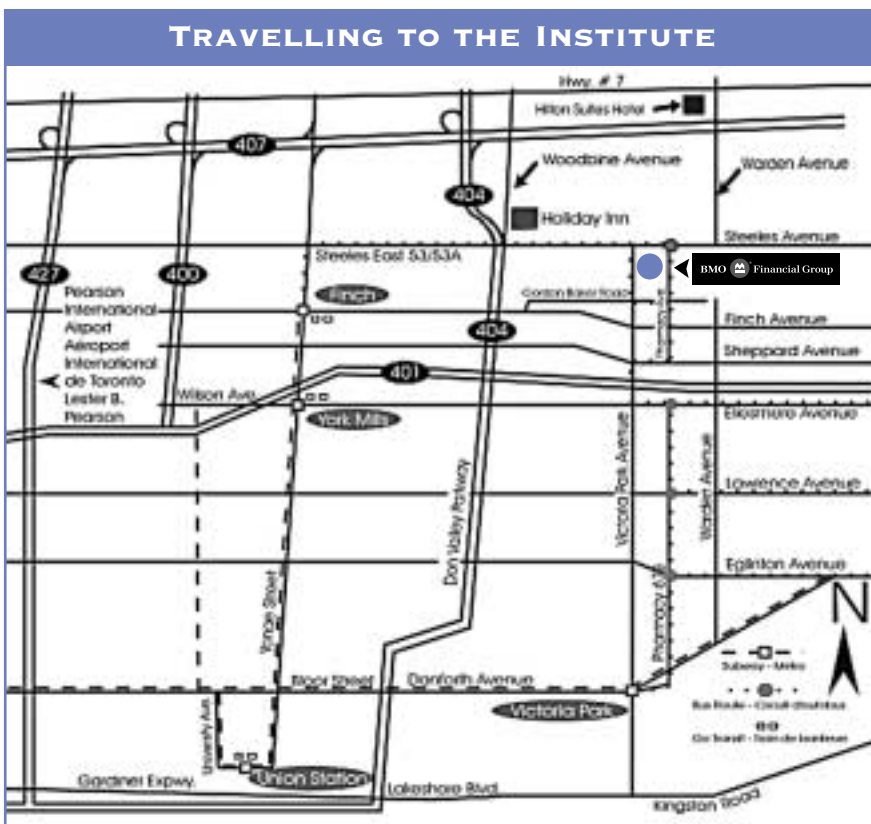 TRAVELLING TO THE INSTITUTE
Hwy. # 7
Hilton Suites Hotel
407
Woodbine Avenue
Warden Avenue
404
Holiday Inn
Steeles Avenue
Steeles East 53/53A
427
400
BMO Financial Group
Pearson
International
Airport
Aéroport
International
de Toronto
Lester B.
Pearson
Finch
Gordon Baker Road
Pharmacy Ave
404
Finch Avenue
Sheppard Avenue
401
Wilson Ave.
York Mills
Ellesmere Avenue
Victoria Park Avenue
Warden Avenue
Don Valley Parkway
Lawrence Avenue
Eglinton Avenue
Yonge Street
Pharmacy
N
Subway - Métro
Bloor Street
Danforth Avenue
Victoria Park
Bus Route - Circuit d'autobus
Go Transit - Train de banlieue
University Ave.
Union Station
Gardiner Expwy.
Lakeshore Blvd.
Kingston Road